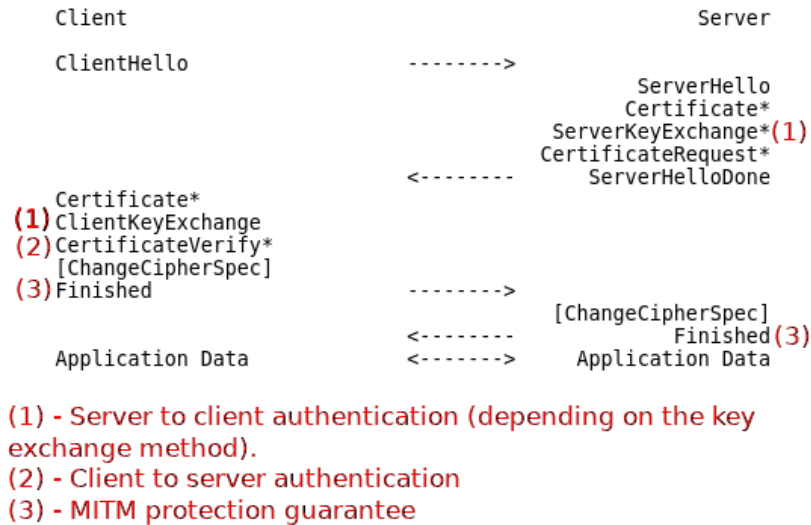 Client Server
ClientHello -------->
ServerHello
Certificate*
ServerKeyExchange*(1)
CertificateRequest*
<-------- ServerHelloDone
Certificate*
(1) ClientKeyExchange
(2) CertificateVerify*
[ChangeCipherSpec]
(3) Finished -------->
[ChangeCipherSpec]
<-------- Finished (3)
Application Data <-------> Application Data
(1) - Server to client authentication (depending on the key
exchange method).
(2) - Client to server authentication
(3) - MITM protection guarantee